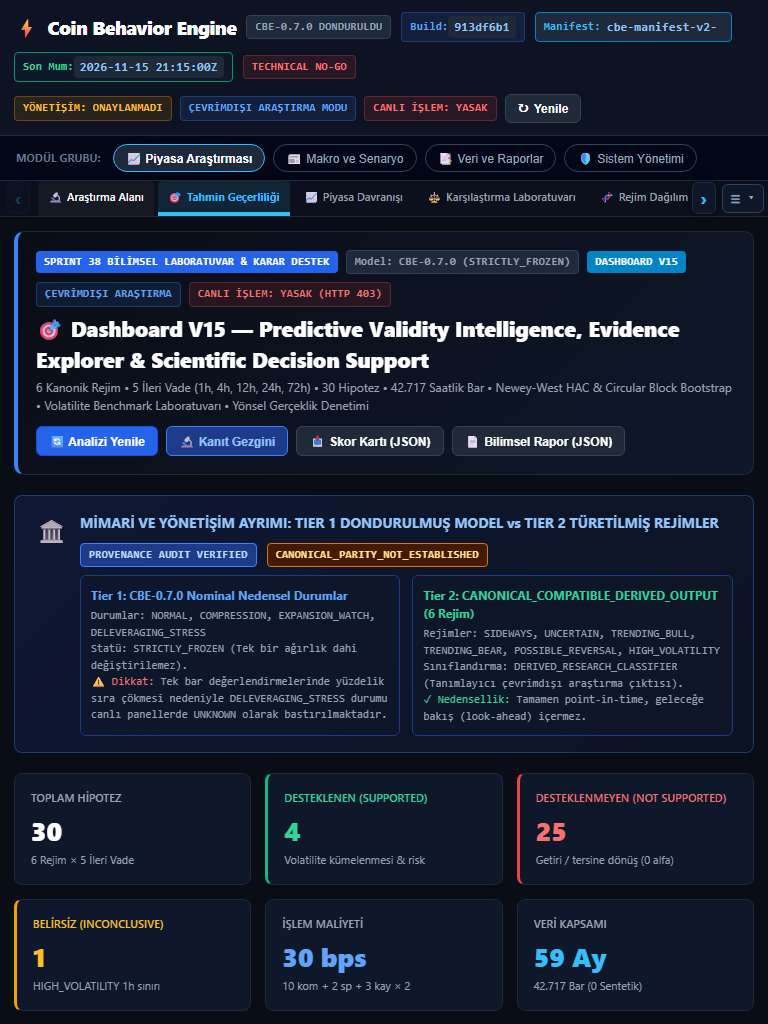 Coin Behavior Engine
CBE-0.7.0 DONDURULDU
Build: 913df6b1
Manifest: cbe-manifest-v2-
Son Mum: 2026-11-15 21:15:00Z
TECHNICAL NO-GO
YÖNETİŞİM: ONAYLANMADI
ÇEVRİMDIŞI ARAŞTIRMA MODU
CANLI İŞLEM: YASAK
↻ Yenile
MODÜL GRUBU:
Piyasa Araştırması
Makro ve Senaryo
Veri ve Raporlar
Sistem Yönetimi
‹
Araştırma Alanı
Tahmin Geçerliliği
Piyasa Davranışı
Karşılaştırma Laboratuvarı
Rejim Dağılım
›
☰ ▾
SPRINT 38 BİLİMSEL LABORATUVAR & KARAR DESTEK
Model: CBE-0.7.0 (STRICTLY_FROZEN)
DASHBOARD V15
ÇEVRİMDIŞI ARAŞTIRMA
CANLI İŞLEM: YASAK (HTTP 403)
Dashboard V15 — Predictive Validity Intelligence, Evidence
Explorer & Scientific Decision Support
6 Kanonik Rejim • 5 İleri Vade (1h, 4h, 12h, 24h, 72h) • 30 Hipotez • 42.717 Saatlik Bar • Newey-West HAC & Circular Block Bootstrap
• Volatilite Benchmark Laboratuvarı • Yönsel Gerçeklik Denetimi
Analizi Yenile
Kanıt Gezgini
Skor Kartı (JSON)
Bilimsel Rapor (JSON)
MİMARİ VE YÖNETİŞİM AYRIMI: TIER 1 DONDURULMUŞ MODEL vs TIER 2 TÜRETİLMİŞ REJİMLER
PROVENANCE AUDIT VERIFIED
CANONICAL_PARITY_NOT_ESTABLISHED
Tier 1: CBE-0.7.0 Nominal Nedensel Durumlar
Durumlar: NORMAL, COMPRESSION, EXPANSION_WATCH,
DELEVERAGING_STRESS
Statü: STRICTLY_FROZEN (Tek bir ağırlık dahi
değiştirilemez).
⚠️ Dikkat: Tek bar değerlendirmelerinde yüzdelik
sıra çökmesi nedeniyle DELEVERAGING_STRESS durumu
canlı panellerde UNKNOWN olarak bastırılmaktadır.
Tier 2: CANONICAL_COMPATIBLE_DERIVED_OUTPUT
(6 Rejim)
Rejimler: SIDEWAYS, UNCERTAIN, TRENDING_BULL,
TRENDING_BEAR, POSSIBLE_REVERSAL, HIGH_VOLATILITY
Sınıflandırma: DERIVED_RESEARCH_CLASSIFIER
(Tanımlayıcı çevrimdışı araştırma çıktısı).
✓ Nedensellik: Tamamen point-in-time, geleceğe
bakış (look-ahead) içermez.
TOPLAM HİPOTEZ
30
6 Rejim × 5 İleri Vade
DESTEKLENEN (SUPPORTED)
4
Volatilite kümelenmesi & risk
DESTEKLENMEYEN (NOT SUPPORTED)
25
Getiri / tersine dönüş (0 alfa)
BELİRSİZ (INCONCLUSIVE)
1
HIGH_VOLATILITY 1h sınırı
İŞLEM MALİYETİ
30 bps
10 kom + 2 sp + 3 kay × 2
VERİ KAPSAMI
59 Ay
42.717 Bar (0 Sentetik)